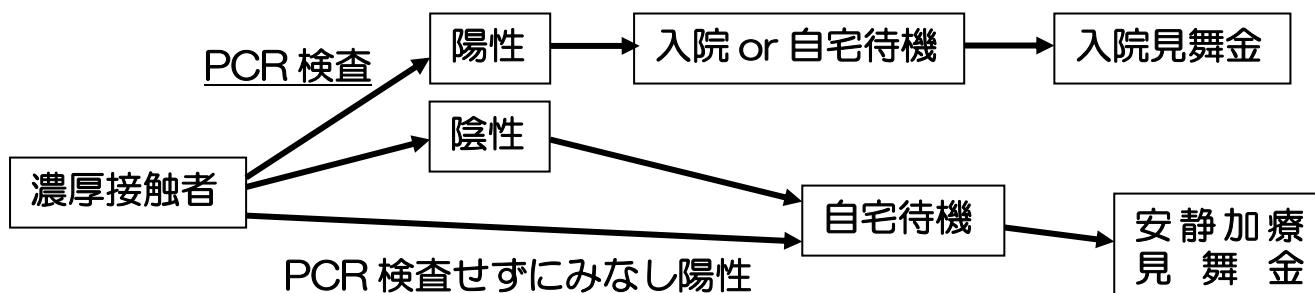 陽性
入院 or 自宅待機
入院見舞金
PCR 検査
陰性
濃厚接触者
自宅待機
安静加療
見舞金
PCR 検査せずにみなし陽性